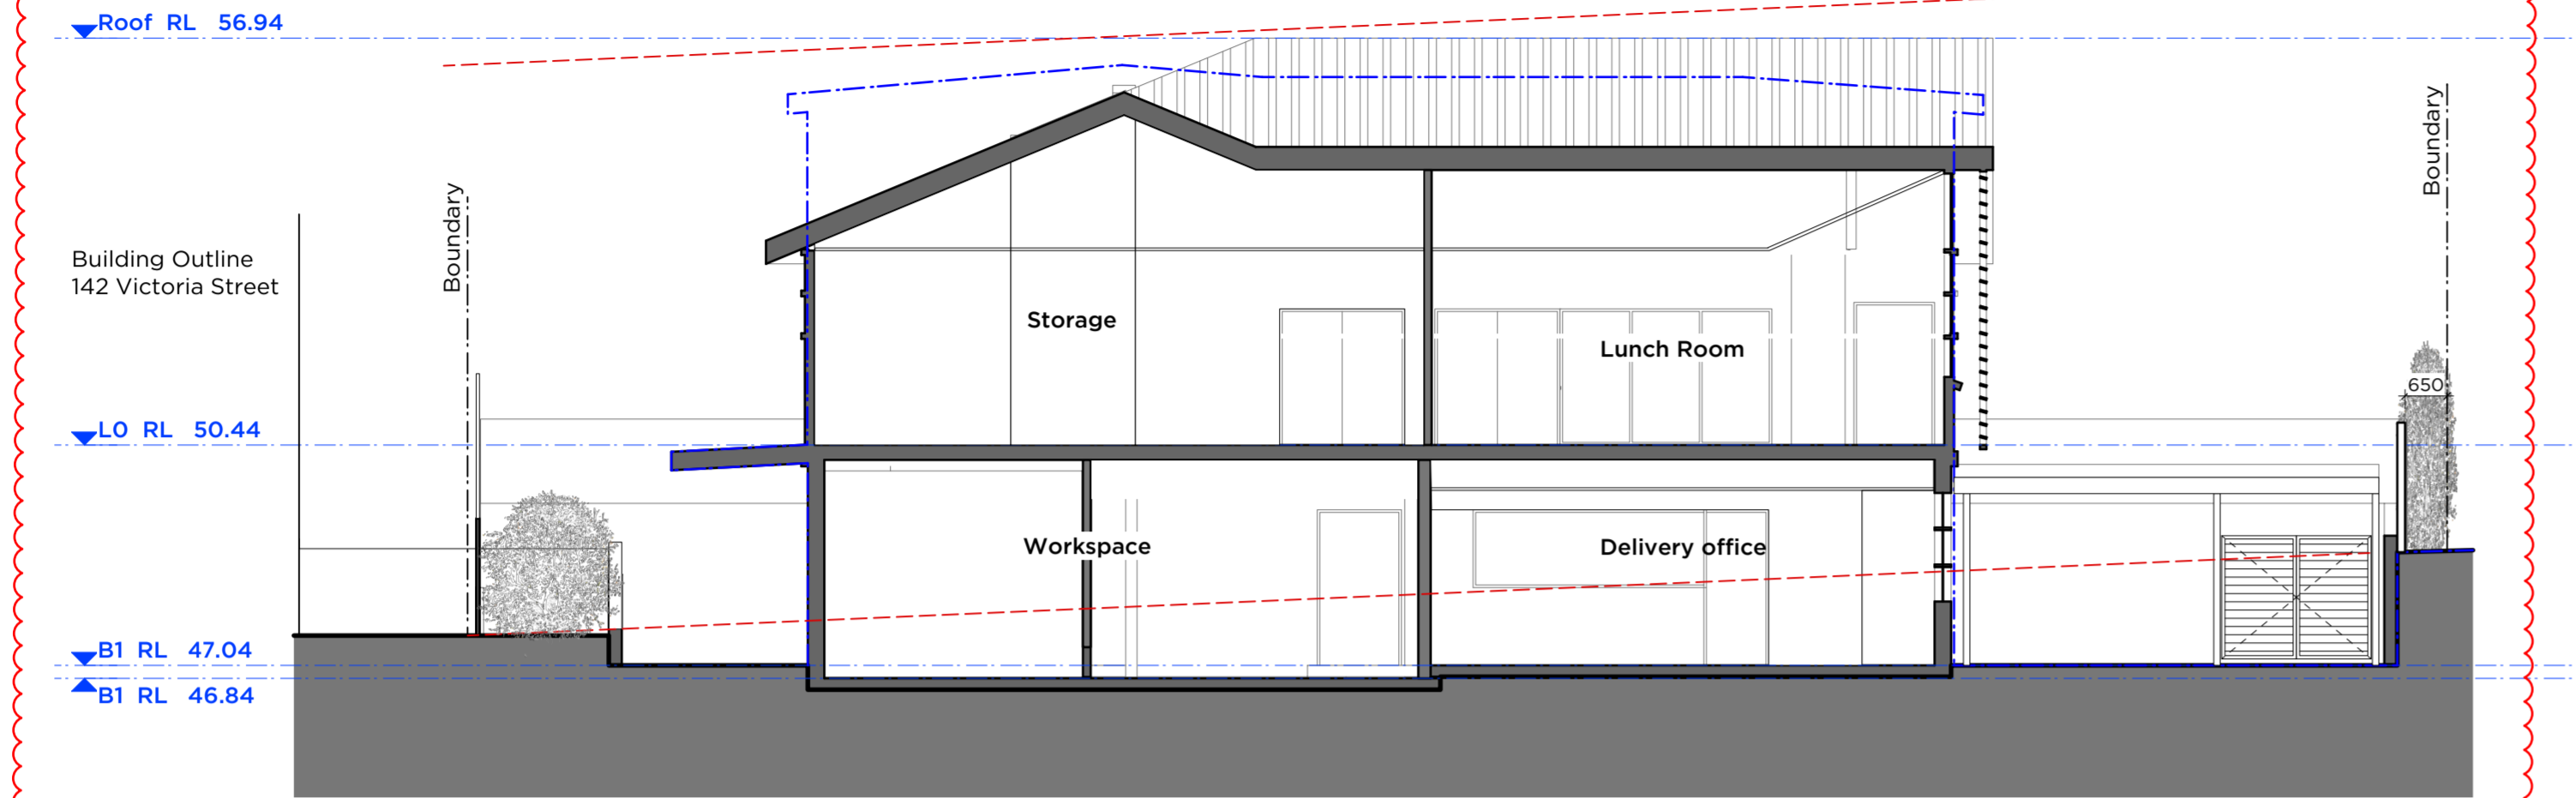 Roof RL 56.94
Boundary
Boundary
Building Outline
142 Victoria Street
Storage
Lunch Room
650
L0 RL 50.44
Workspace
Delivery office
B1 RL 47.04
B1 RL 46.84